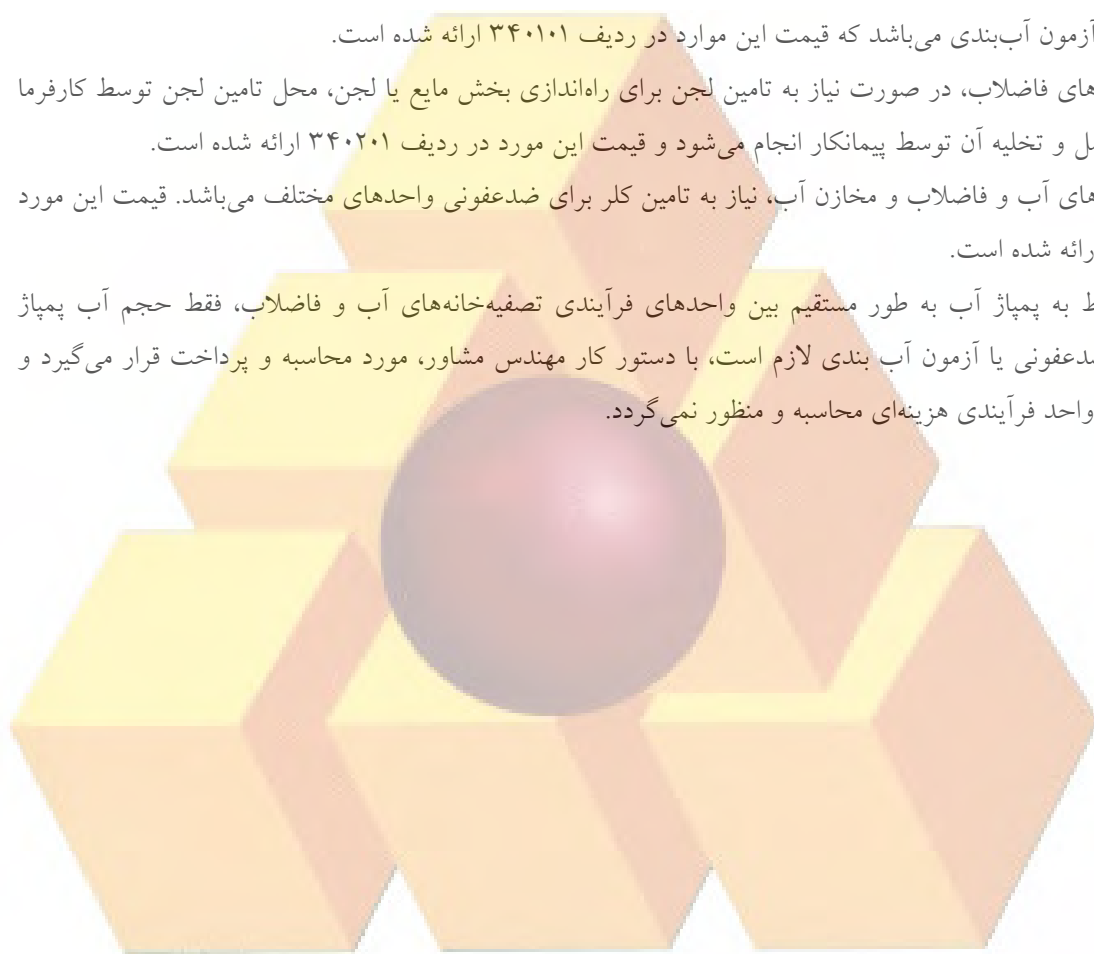 آزمون آب‌بندی می‌باشد که قیمت این موارد در ردیف ۳۴۰۱۰۱ ارائه شده است.
های فاضلاب، در صورت نیاز به تامین لجن برای راه‌اندازی بخش مایع یا لجن، محل تامین لجن توسط کارفرما
و تخلیه آن توسط پیمانکار انجام می‌شود و قیمت این مورد در ردیف ۳۴۰۲۰۱ ارائه شده است.
های آب و فاضلاب و مخازن آب، نیاز به تامین کلر برای ضدعفونی واحدهای مختلف می‌باشد. قیمت این مورد
شده است.
به پمپاژ آب به طور مستقیم بین واحدهای فرآیندی تصفیه‌خانه‌های آب و فاضلاب، فقط حجم آب پمپاژ
یا آزمون آب بندی لازم است، با دستور کار مهندس مشاور، مورد محاسبه و پرداخت قرار می‌گیرد و
واحد فرآیندی هزینه‌ای محاسبه و منظور نمی‌گردد.